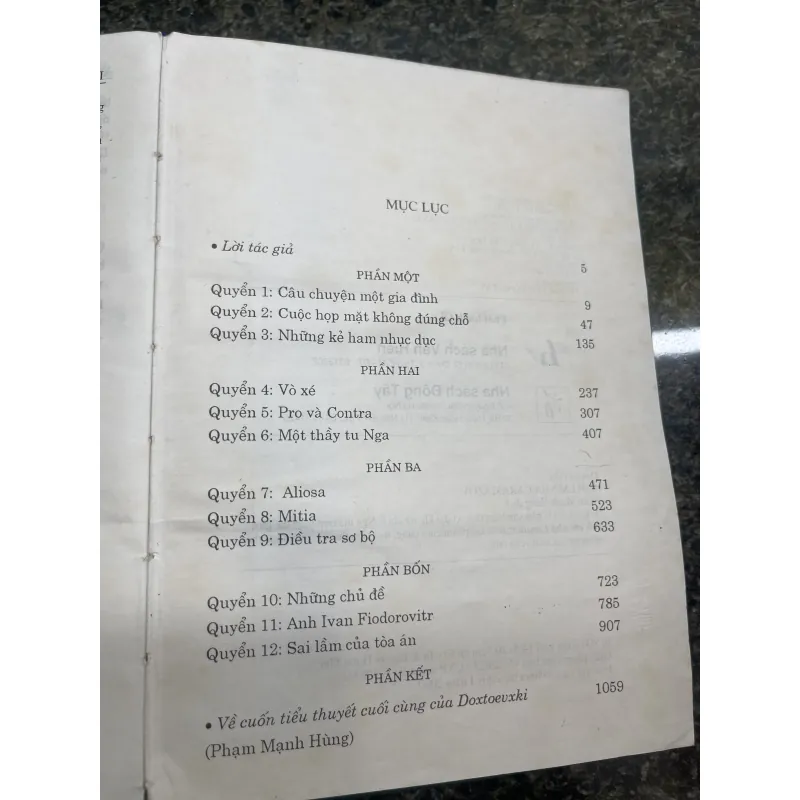 MỤC LỤC
• Lời tác giả 5
PHẦN MỘT
Quyển 1: Câu chuyện một gia đình 9
Quyển 2: Cuộc họp mặt không đúng chỗ 47
Quyển 3: Những kẻ ham nhục dục 135
PHẦN HAI
Quyển 4: Vò xé 237
Quyển 5: Pro và Contra 307
Quyển 6: Một thầy tu Nga 407
PHẦN BA
Quyển 7: Aliosa 471
Quyển 8: Mitia 523
Quyển 9: Điều tra sơ bộ 633
PHẦN BỐN
Quyển 10: Những chủ đề 723
Quyển 11: Anh Ivan Fiodorovitr 785
Quyển 12: Sai lầm của tòa án 907
PHẦN KẾT
• Về cuốn tiểu thuyết cuối cùng của Doxtoevxki 1059
(Phạm Mạnh Hùng)